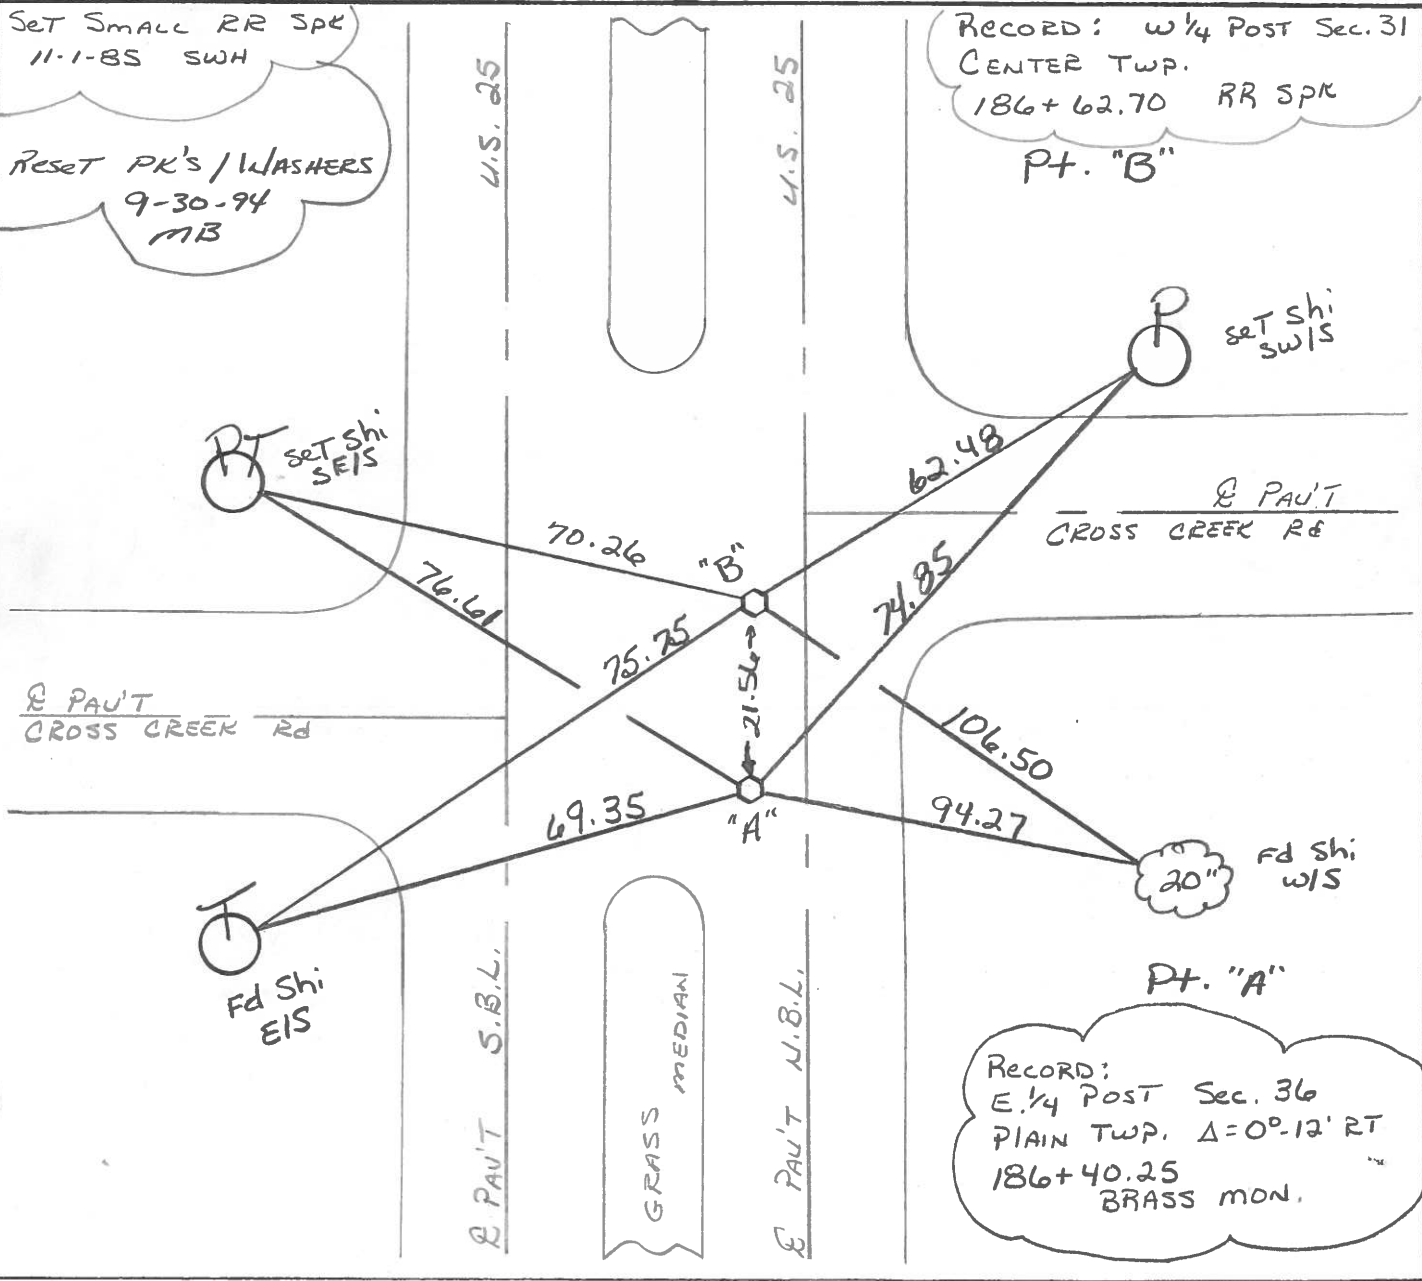 SET SMALL RR SPK
11-1-85 SWH
RESET PK'S / WASHERS
9-30-94
MB
U.S. 25
U.S. 25
RECORD: W 1/4 POST SEC. 31
CENTER TWP.
186+62.70 RR SPK
Pt. "B"
P
SET Shi
SW/S
PT
SET Shi
SE/S
62.48
℄ PAV'T
CROSS CREEK Rd
70.26
"B"
76.61
74.85
75.75
21.56
℄ PAV'T
CROSS CREEK Rd
106.50
69.35
"A"
94.27
20"
Fd Shi
W/S
T
Fd Shi
E/S
Pt. "A"
℄ PAV'T S.B.L.
GRASS MEDIAN
℄ PAV'T N.B.L.
RECORD:
E. 1/4 POST SEC. 36
PLAIN TWP. Δ=0°-12' RT
186+40.25
BRASS MON.